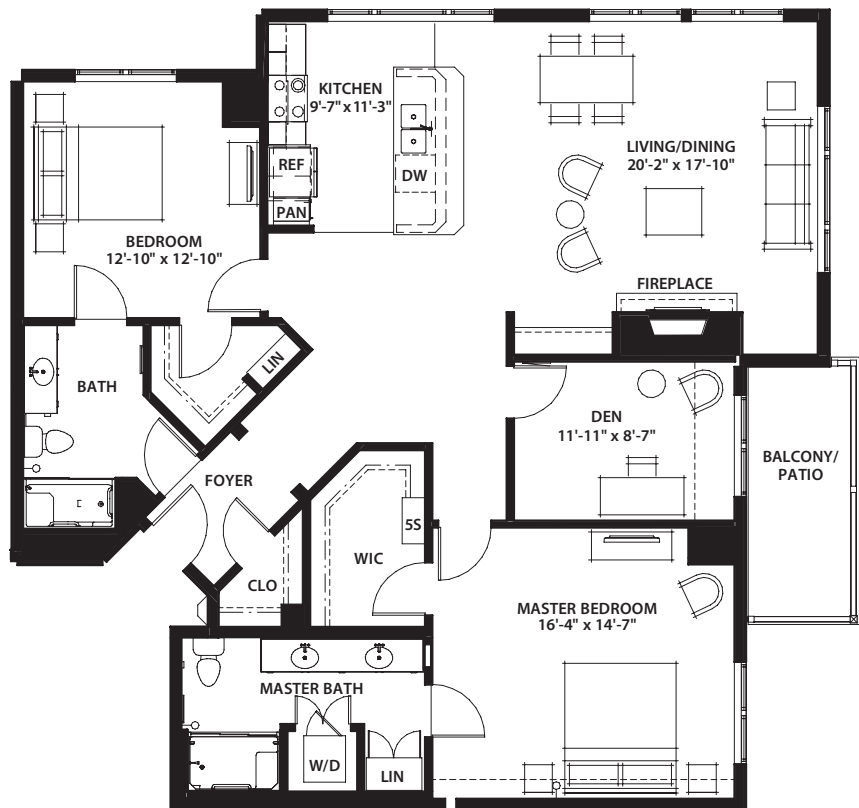 KITCHEN
9'-7" x 11'-3"
LIVING/DINING
20'-2" x 17'-10"
REF
DW
PAN
BEDROOM
12'-10" x 12'-10"
FIREPLACE
LIN
BATH
DEN
11'-11" x 8'-7"
BALCONY/
PATIO
FOYER
5S
WIC
CLO
MASTER BEDROOM
16'-4" x 14'-7"
MASTER BATH
W/D
LIN